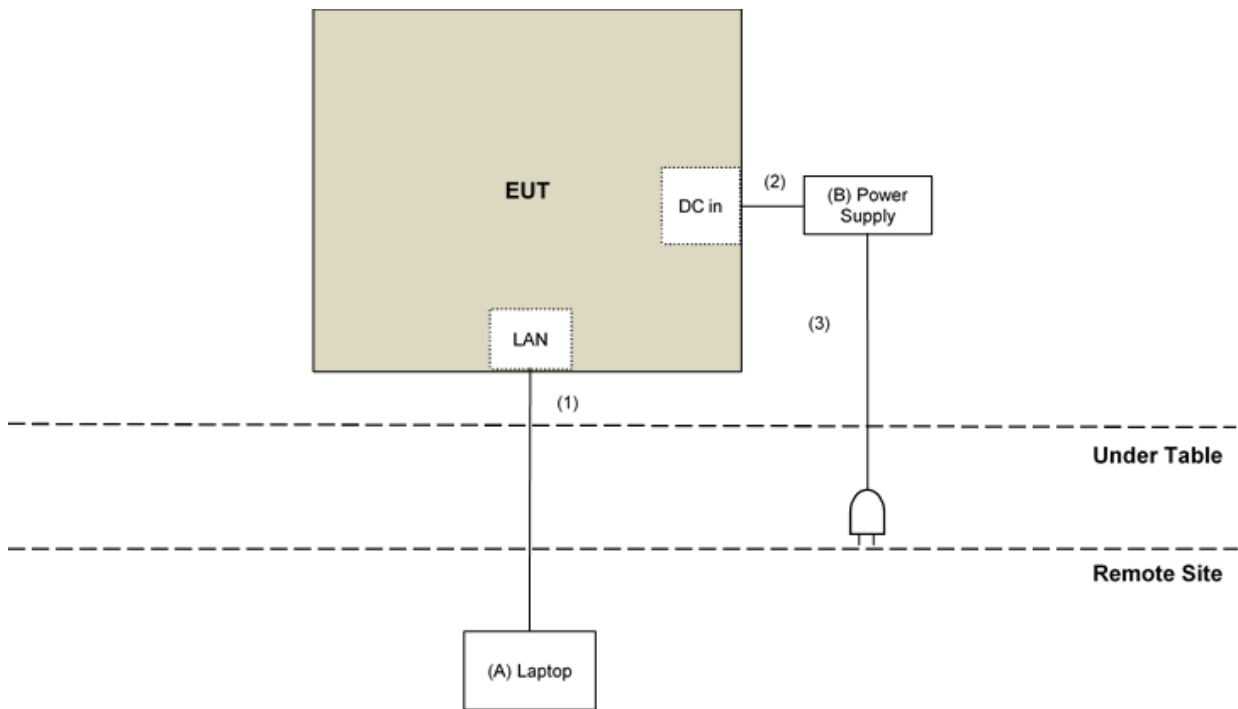 EUT
DC in
(2)
(B) Power
Supply
(3)
LAN
(1)
Under Table
Remote Site
(A) Laptop